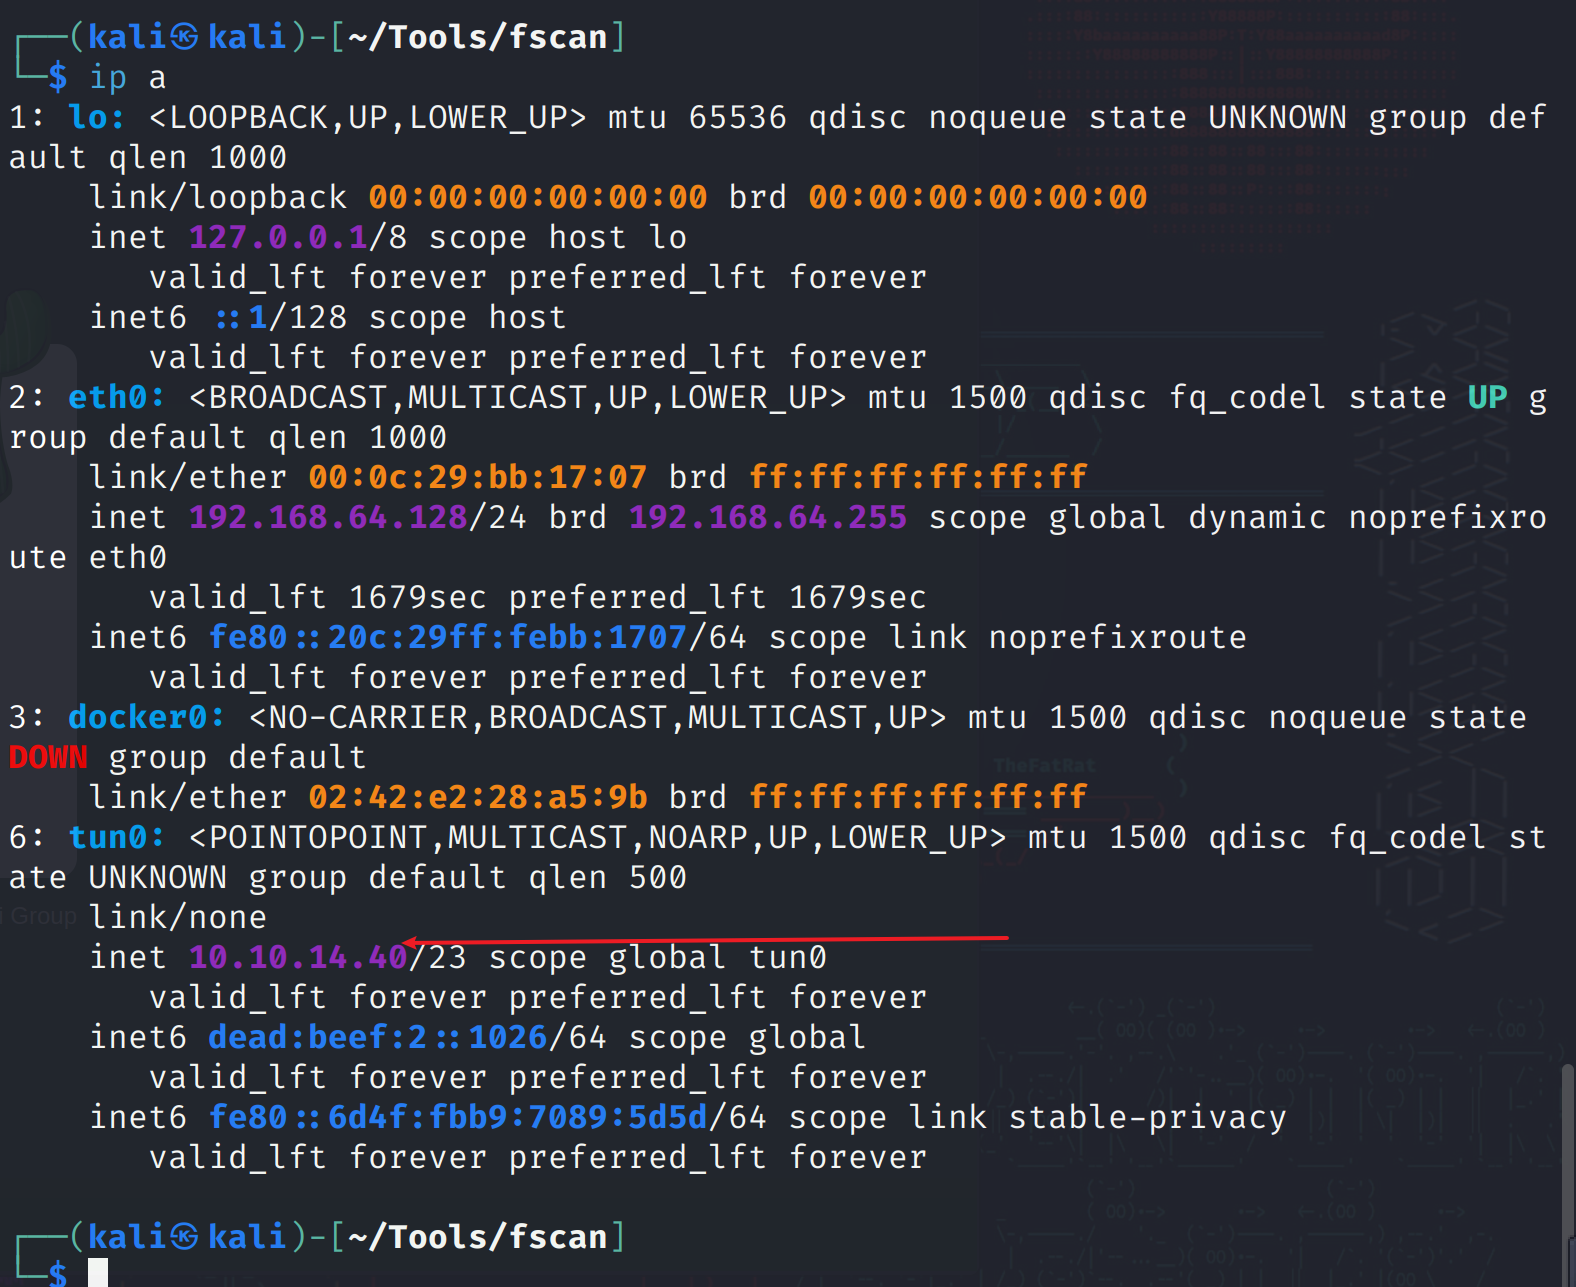 ┌──(kali㉿kali)-[~/Tools/fscan]
└─$ ip a
1: lo: <LOOPBACK,UP,LOWER_UP> mtu 65536 qdisc noqueue state UNKNOWN group def
ault qlen 1000
    link/loopback 00:00:00:00:00:00 brd 00:00:00:00:00:00
    inet 127.0.0.1/8 scope host lo
       valid_lft forever preferred_lft forever
    inet6 ::1/128 scope host
       valid_lft forever preferred_lft forever
2: eth0: <BROADCAST,MULTICAST,UP,LOWER_UP> mtu 1500 qdisc fq_codel state UP g
roup default qlen 1000
    link/ether 00:0c:29:bb:17:07 brd ff:ff:ff:ff:ff:ff
    inet 192.168.64.128/24 brd 192.168.64.255 scope global dynamic noprefixro
ute eth0
       valid_lft 1679sec preferred_lft 1679sec
    inet6 fe80::20c:29ff:febb:1707/64 scope link noprefixroute
       valid_lft forever preferred_lft forever
3: docker0: <NO-CARRIER,BROADCAST,MULTICAST,UP> mtu 1500 qdisc noqueue state
DOWN group default
    link/ether 02:42:e2:28:a5:9b brd ff:ff:ff:ff:ff:ff
TheFatRat
6: tun0: <POINTOPOINT,MULTICAST,NOARP,UP,LOWER_UP> mtu 1500 qdisc fq_codel st
ate UNKNOWN group default qlen 500
    link/none
Group
    inet 10.10.14.40/23 scope global tun0
       valid_lft forever preferred_lft forever
    inet6 dead:beef:2::1026/64 scope global
       valid_lft forever preferred_lft forever
    inet6 fe80::6d4f:fbb9:7089:5d5d/64 scope link stable-privacy
       valid_lft forever preferred_lft forever
┌──(kali㉿kali)-[~/Tools/fscan]
└─$